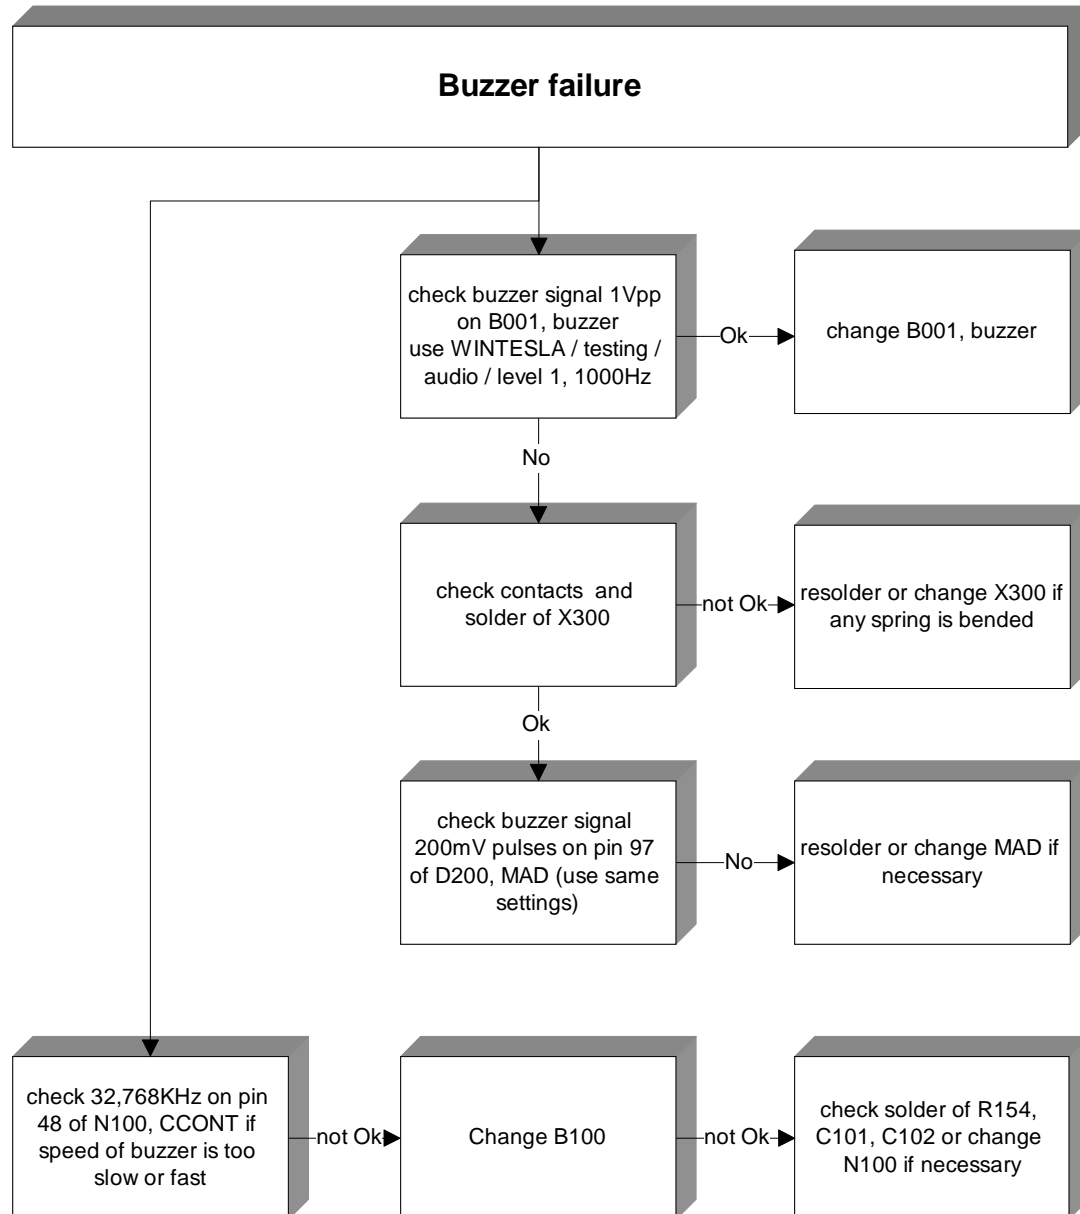 Buzzer failure
check buzzer signal 1Vpp
on B001, buzzer
use WINTESLA / testing /
audio / level 1, 1000Hz
Ok
change B001, buzzer
No
check contacts and
solder of X300
not Ok
resolder or change X300 if
any spring is bended
Ok
check buzzer signal
200mV pulses on pin 97
of D200, MAD (use same
settings)
No
resolder or change MAD if
necessary
check 32,768KHz on pin
48 of N100, CCONT if
speed of buzzer is too
slow or fast
not Ok
Change B100
not Ok
check solder of R154,
C101, C102 or change
N100 if necessary